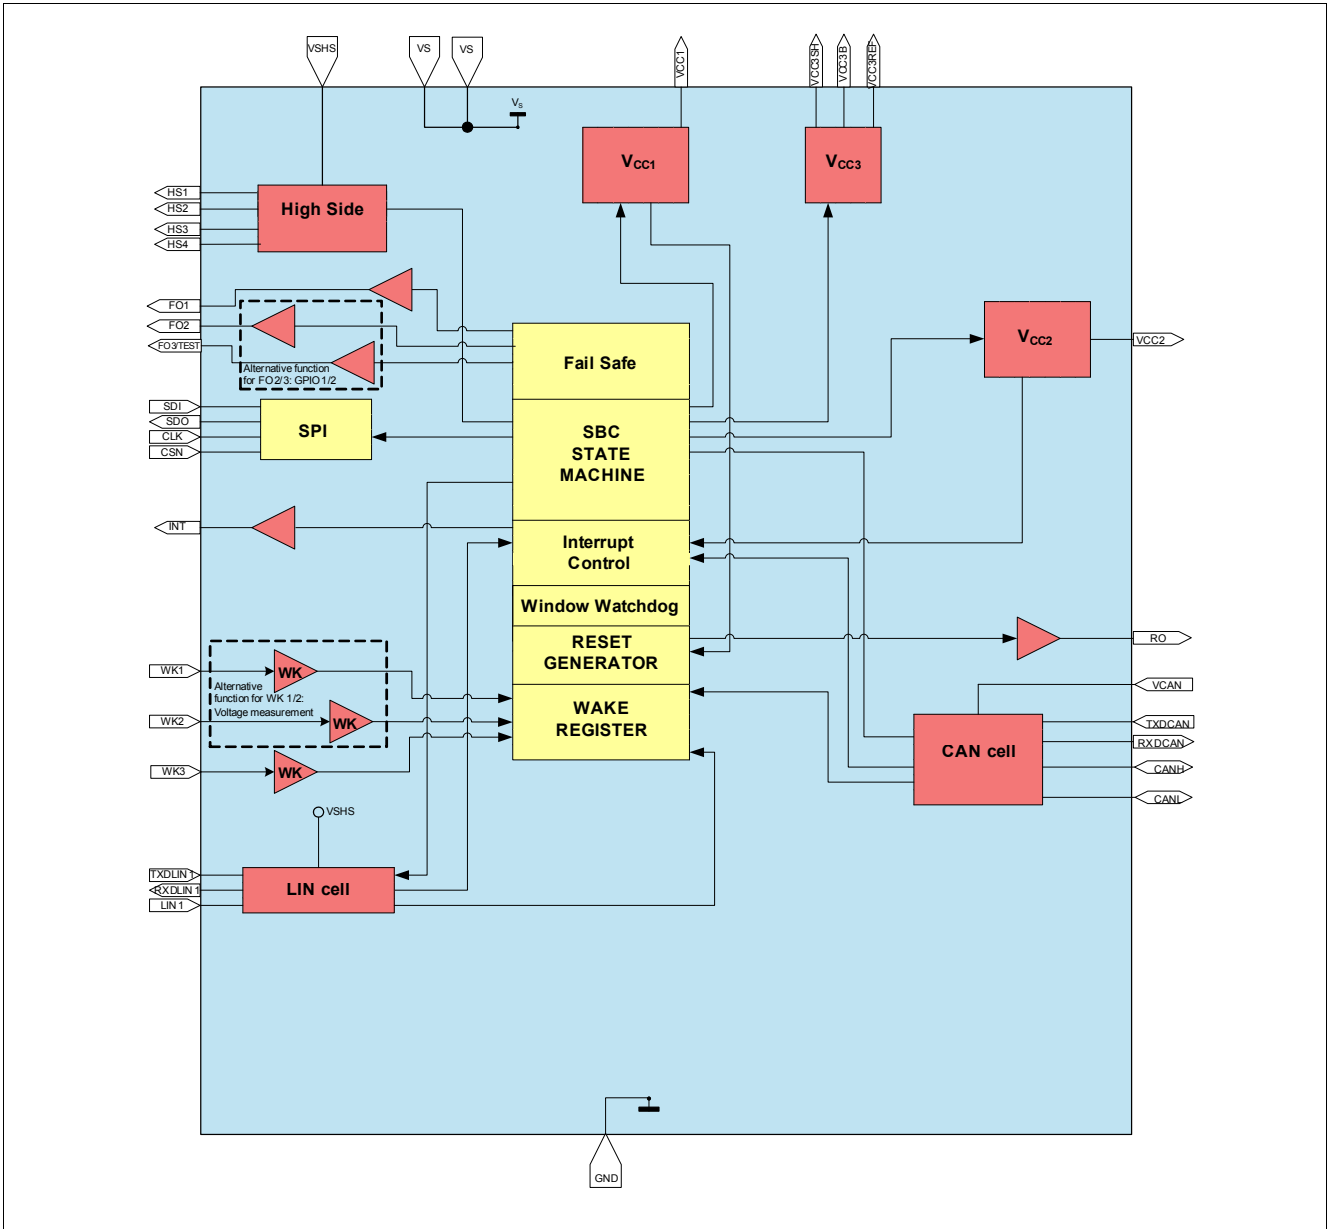 VSHS
VS
VS
VCC1
VCC3SH
VCC3B
VCC3REF
VS
VCC1
VCC3
HS1
HS2
HS3
HS4
High Side
FO1
FO2
FO3/TEST
Alternative function
for FO2/3: GPIO1/2
Fail Safe
VCC2
VCC2
SDI
SDO
CLK
CSN
SPI
SBC
STATE
MACHINE
INT
Interrupt
Control
Window Watchdog
RESET
GENERATOR
RO
WK1
WK
Alternative
function for WK 1/2:
Voltage measurement
WK2
WK
WK3
WK
WAKE
REGISTER
VCAN
TXDCAN
RXDCAN
CANH
CANL
CAN cell
VSHS
TXDLIN1
RXDLIN1
LIN1
LIN cell
GND